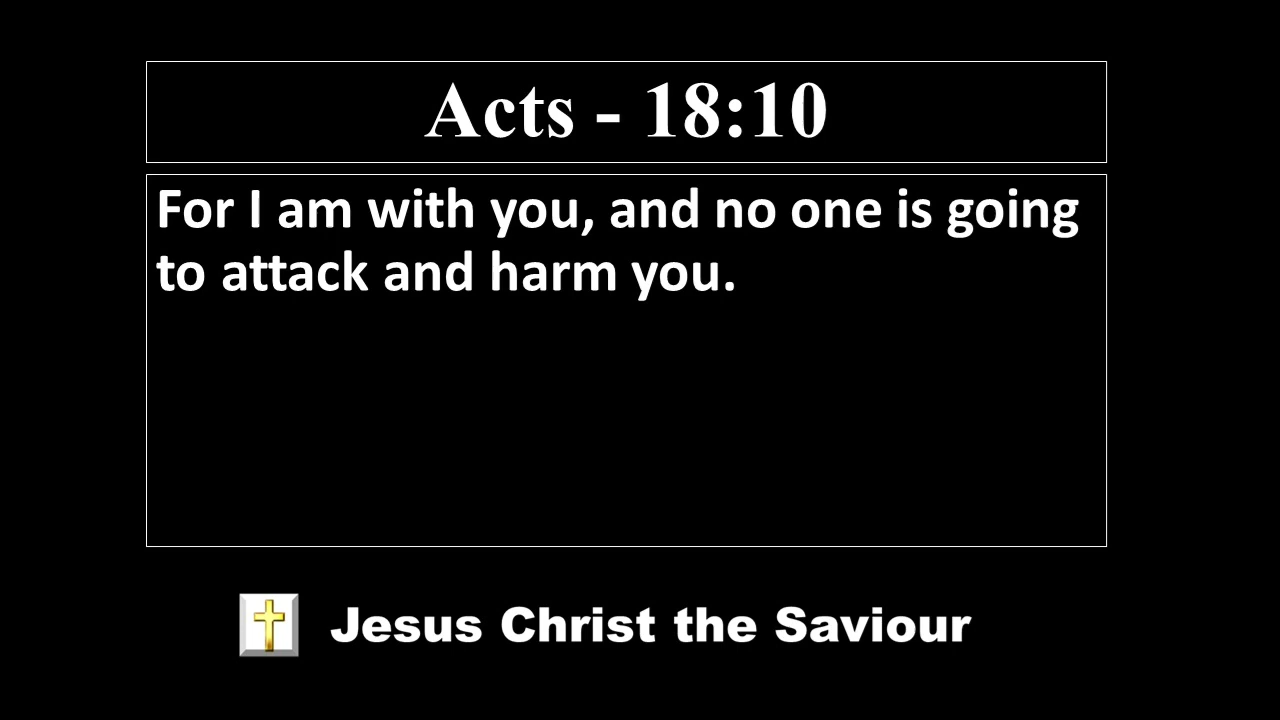 Acts - 18:10
For I am with you, and no one is going
to attack and harm you.
Jesus Christ the Saviour